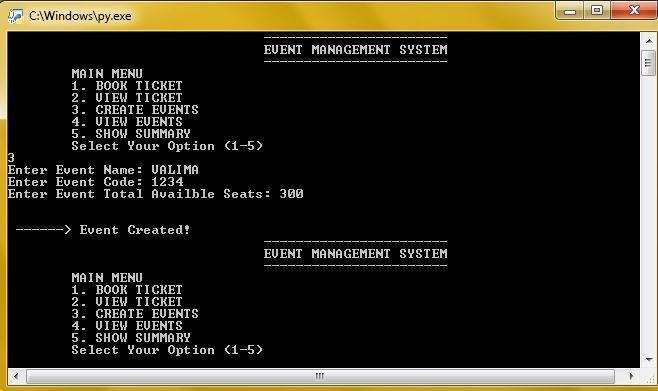 C:\Windows\py.exe
-----------------------
EVENT MANAGEMENT SYSTEM
-----------------------
MAIN MENU
1. BOOK TICKET
2. VIEW TICKET
3. CREATE EVENTS
4. VIEW EVENTS
5. SHOW SUMMARY
Select Your Option (1-5)
3
Enter Event Name: VALIMA
Enter Event Code: 1234
Enter Event Total Availble Seats: 300
------> Event Created!
-----------------------
EVENT MANAGEMENT SYSTEM
-----------------------
MAIN MENU
1. BOOK TICKET
2. VIEW TICKET
3. CREATE EVENTS
4. VIEW EVENTS
5. SHOW SUMMARY
Select Your Option (1-5)